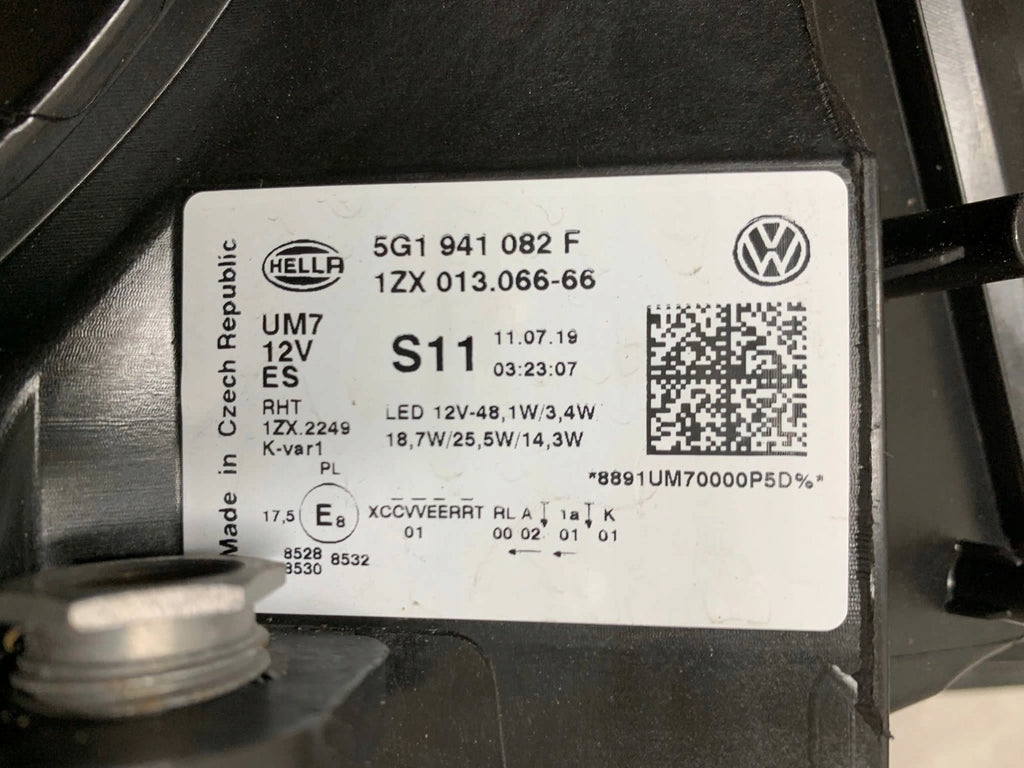 Made in Czech Republic
HELLA
5G1 941 082 F
1ZX 013.066-66
UM7
12V
ES
S11
11.07.19
03:23:07
RHT
1ZX.2249
K-var1
LED 12V-48,1W/3,4W
18,7W/25,5W/14,3W
*8891UM70000P5D%*
PL
17,5 E8
XCCVVEERRT RL A 1a K
01 00 02 01 01
8528 8532
8530